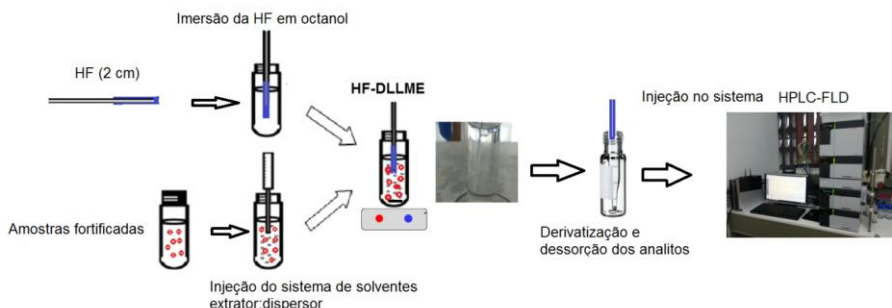 Imersão da HF em octanol
HF (2 cm)
HF-DLLME
Injeção no sistema HPLC-FLD
Amostras fortificadas
Injeção do sistema de solventes
extrator:dispersor
Derivatização e
dessorção dos analitos